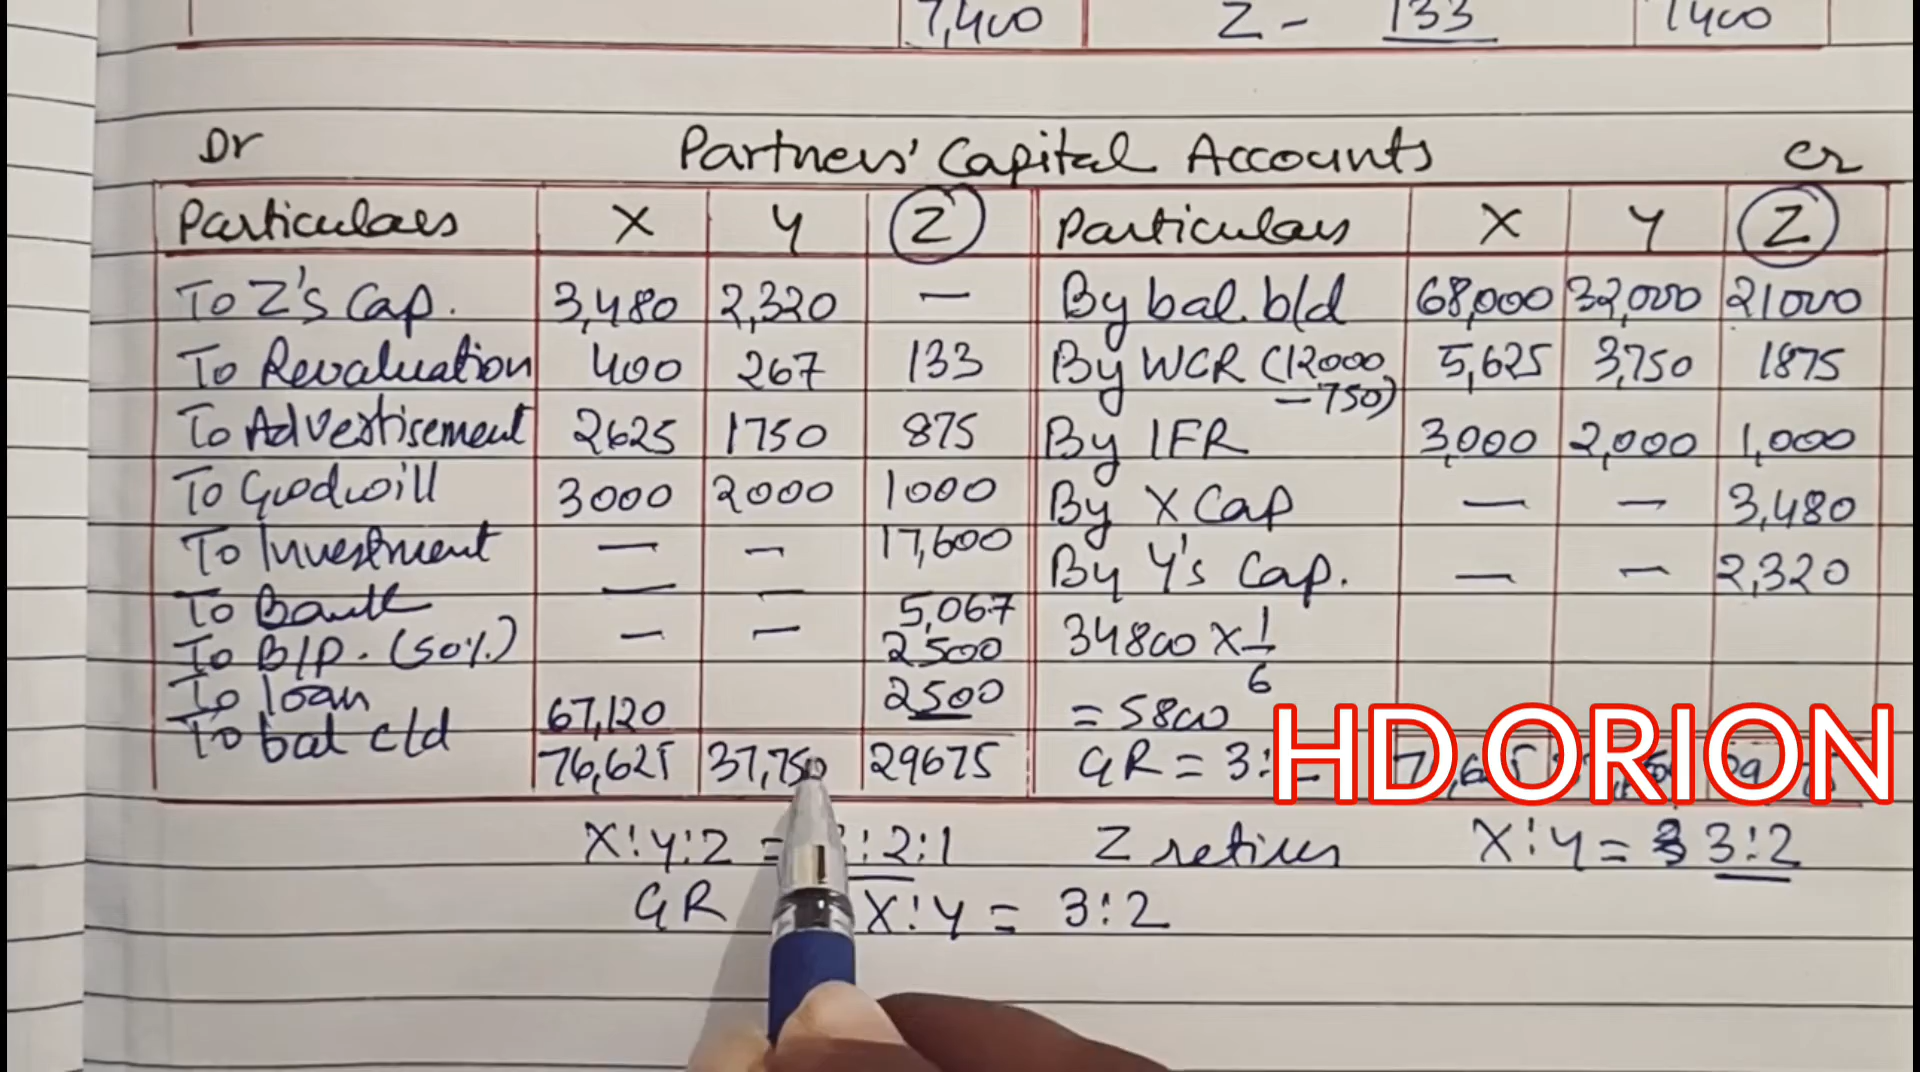 7,400 Z - 133 7400
Dr Partners' Capital Accounts Cr
Particulars X Y Z Particulars X Y Z
To Z's Cap. 3,480 2,320 — By bal. b/d 68,000 32,000 21000
To Revaluation 400 267 133 By WCR (12000 5,625 3,750 1875
- 750)
To Advertisement 2625 1750 875 By IFR 3,000 2,000 1,000
To Goodwill 3000 2000 1000 By X Cap — — 3,480
To Investment — — 17,600 By Y's Cap. — — 2,320
To Bank — — 5,067 34800 X 1/6
To B/P. (50%) — — 2500
To loan 2500 = 5800
To bal c/d 67,120
76,625 37,750 29675 GR = 3:
HD ORION
X:Y:Z = :2:1 Z retires X:Y = 3 3:2
GR X:Y = 3:2